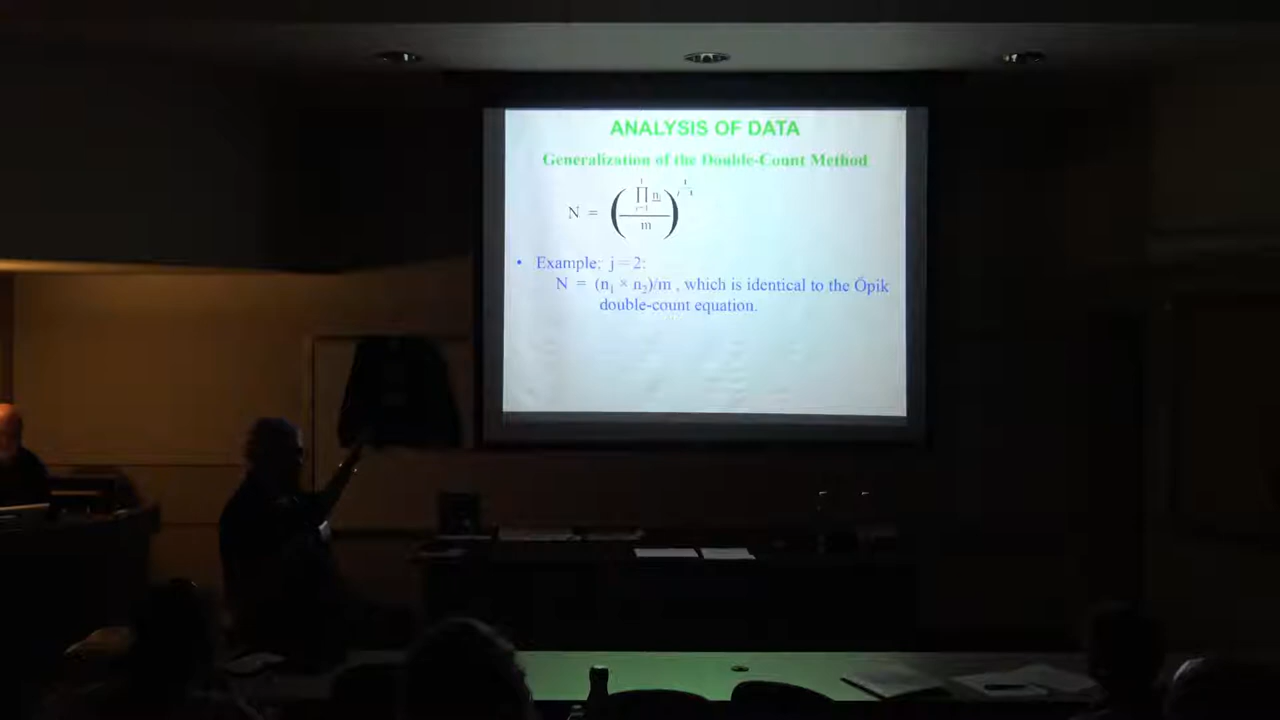 ANALYSIS OF DATA
Generalization of the Double-Count Method
N = (∏ nᵢ / m)
• Example: j = 2:
N = (n₁ × n₂)/m , which is identical to the Öpik
double-count equation.